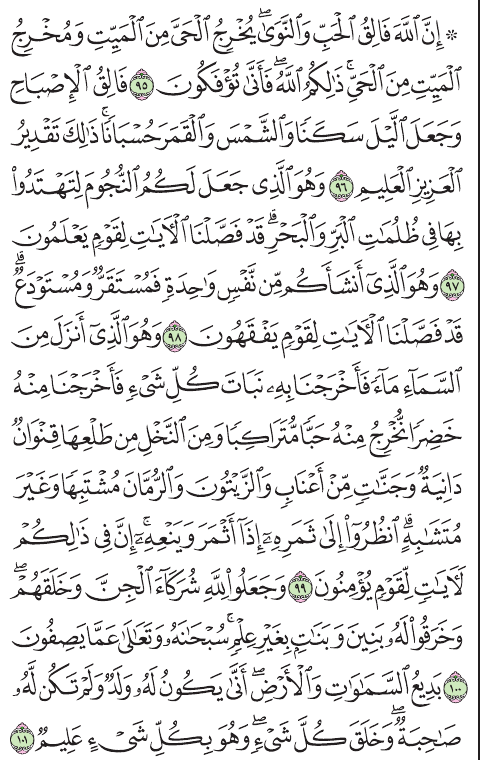 ۞ إِنَّ ٱللَّهَ فَالِقُ ٱلْحَبِّ وَٱلنَّوَىٰ ۖ يُخْرِجُ ٱلْحَىَّ مِنَ ٱلْمَيِّتِ وَمُخْرِجُ
ٱلْمَيِّتِ مِنَ ٱلْحَىِّ ۚ ذَٰلِكُمُ ٱللَّهُ ۖ فَأَنَّىٰ تُؤْفَكُونَ ٩٥ فَالِقُ ٱلْإِصْبَاحِ
وَجَعَلَ ٱلَّيْلَ سَكَنًا وَٱلشَّمْسَ وَٱلْقَمَرَ حُسْبَانًا ۚ ذَٰلِكَ تَقْدِيرُ
ٱلْعَزِيزِ ٱلْعَلِيمِ ٩٦ وَهُوَ ٱلَّذِى جَعَلَ لَكُمُ ٱلنُّجُومَ لِتَهْتَدُوا۟
بِهَا فِى ظُلُمَٰتِ ٱلْبَرِّ وَٱلْبَحْرِ ۗ قَدْ فَصَّلْنَا ٱلْءَايَٰتِ لِقَوْمٍ يَعْلَمُونَ
٩٧ وَهُوَ ٱلَّذِىٓ أَنشَأَكُم مِّن نَّفْسٍ وَٰحِدَةٍ فَمُسْتَقَرٌّ وَمُسْتَوْدَعٌ ۗ
قَدْ فَصَّلْنَا ٱلْءَايَٰتِ لِقَوْمٍ يَفْقَهُونَ ٩٨ وَهُوَ ٱلَّذِىٓ أَنزَلَ مِنَ
ٱلسَّمَآءِ مَآءً فَأَخْرَجْنَا بِهِۦ نَبَاتَ كُلِّ شَىْءٍ فَأَخْرَجْنَا مِنْهُ
خَضِرًا نُّخْرِجُ مِنْهُ حَبًّا مُّتَرَاكِبًا وَمِنَ ٱلنَّخْلِ مِن طَلْعِهَا قِنْوَانٌ
دَانِيَةٌ وَجَنَّٰتٍ مِّنْ أَعْنَابٍ وَٱلزَّيْتُونَ وَٱلرُّمَّانَ مُشْتَبِهًا وَغَيْرَ
مُتَشَٰبِهٍ ۗ ٱنظُرُوٓا۟ إِلَىٰ ثَمَرِهِۦٓ إِذَآ أَثْمَرَ وَيَنْعِهِۦٓ ۚ إِنَّ فِى ذَٰلِكُمْ
لَءَايَٰتٍ لِّقَوْمٍ يُؤْمِنُونَ ٩٩ وَجَعَلُوا۟ لِلَّهِ شُرَكَآءَ ٱلْجِنَّ وَخَلَقَهُمْ ۖ
وَخَرَقُوا۟ لَهُۥ بَنِينَ وَبَنَٰتٍۭ بِغَيْرِ عِلْمٍ ۚ سُبْحَٰنَهُۥ وَتَعَٰلَىٰ عَمَّا يَصِفُونَ
١٠٠ بَدِيعُ ٱلسَّمَٰوَٰتِ وَٱلْأَرْضِ ۖ أَنَّىٰ يَكُونُ لَهُۥ وَلَدٌ وَلَمْ تَكُن لَّهُۥ
صَٰحِبَةٌ ۖ وَخَلَقَ كُلَّ شَىْءٍ ۖ وَهُوَ بِكُلِّ شَىْءٍ عَلِيمٌ ١٠١